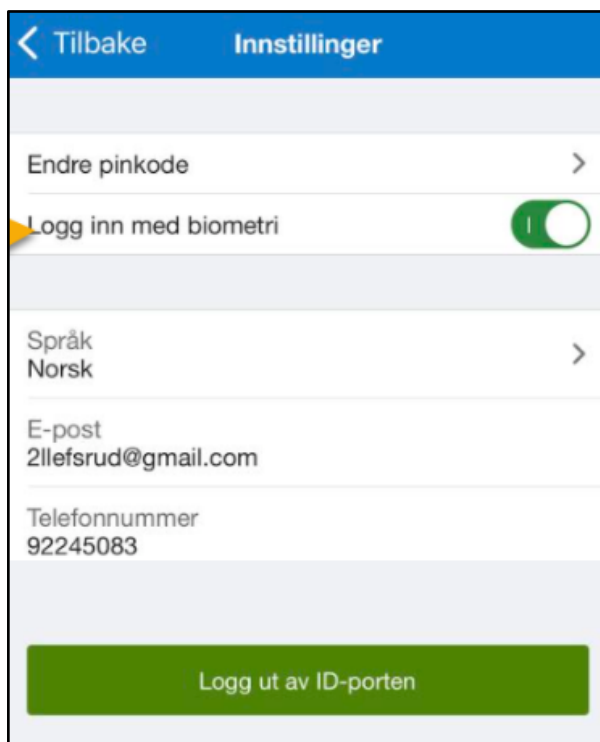 Tilbake Innstillinger
Endre pinkode
Logg inn med biometri
Språk
Norsk
E-post
2llefsrud@gmail.com
Telefonnummer
92245083
Logg ut av ID-porten